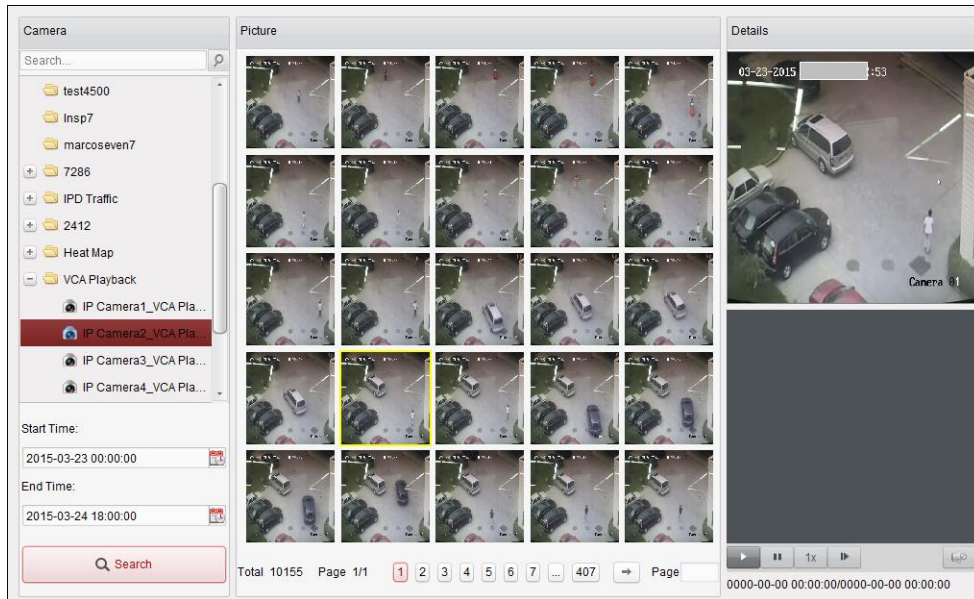 Camera
Search...
test4500
Insp7
marcoseven7
7286
IPD Traffic
2412
Heat Map
VCA Playback
IP Camera1_VCA Pla...
IP Camera2_VCA Pla...
IP Camera3_VCA Pla...
IP Camera4_VCA Pla...
Start Time:
2015-03-23 00:00:00
End Time:
2015-03-24 18:00:00
Search
Picture
Total 10155 Page 1/1 1 2 3 4 5 6 7 ... 407 Page
Details
03-23-2015 :53
Camera 01
1x
0000-00-00 00:00:00/0000-00-00 00:00:00